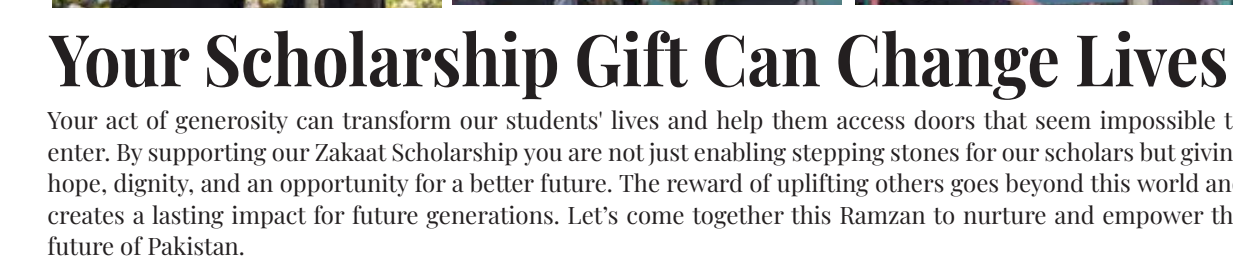 Your Scholarship Gift Can Change Lives
Your act of generosity can transform our students' lives and help them access doors that seem impossible t
enter. By supporting our Zakaat Scholarship you are not just enabling stepping stones for our scholars but givin
hope, dignity, and an opportunity for a better future. The reward of uplifting others goes beyond this world an
creates a lasting impact for future generations. Let’s come together this Ramzan to nurture and empower th
future of Pakistan.